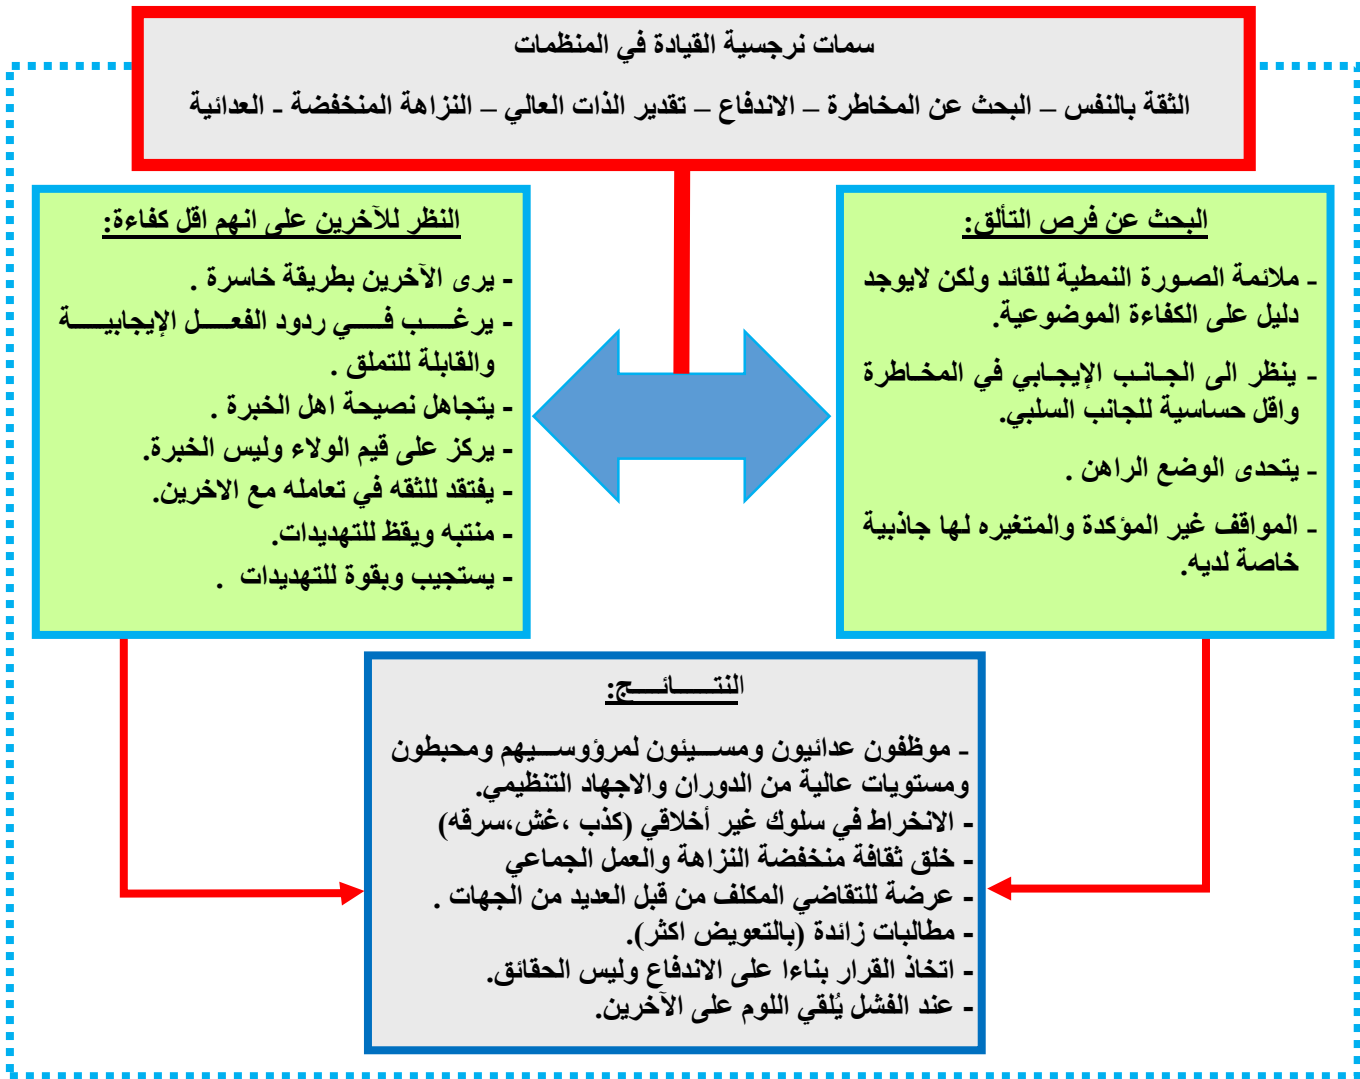 سمات نرجسية القيادة في المنظمات
الثقة بالنفس – البحث عن المخاطرة – الاندفاع – تقدير الذات العالي – النزاهة المنخفضة - العدائية
البحث عن فرص التألق:
- ملائمة الصورة النمطية للقائد ولكن لايوجد
دليل على الكفاءة الموضوعية.
- ينظر الى الجانب الإيجابي في المخاطرة
واقل حساسية للجانب السلبي.
- يتحدى الوضع الراهن .
- المواقف غير المؤكدة والمتغيره لها جاذبية
خاصة لديه.
النظر للآخرين على انهم اقل كفاءة:
- يرى الآخرين بطريقة خاسرة .
- يرغب في ردود الفعل الإيجابية
والقابلة للتملق .
- يتجاهل نصيحة اهل الخبرة .
- يركز على قيم الولاء وليس الخبرة.
- يفتقد للثقه في تعامله مع الاخرين.
- منتبه ويقظ للتهديدات.
- يستجيب وبقوة للتهديدات .
النتائج:
- موظفون عدائيون ومسيئون لمرؤوسيهم ومحبطون
ومستويات عالية من الدوران والاجهاد التنظيمي.
- الانخراط في سلوك غير أخلاقي (كذب ،غش،سرقه)
- خلق ثقافة منخفضة النزاهة والعمل الجماعي
- عرضة للتقاضي المكلف من قبل العديد من الجهات .
- مطالبات زائدة (بالتعويض اكثر).
- اتخاذ القرار بناءا على الاندفاع وليس الحقائق.
- عند الفشل يُلقي اللوم على الآخرين.